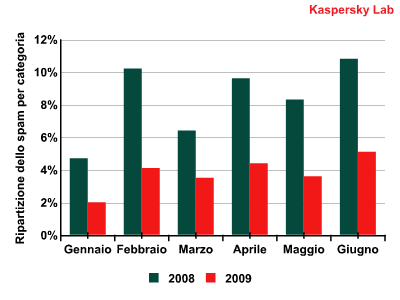 Kaspersky Lab
Ripartizione dello spam per categoria
12%
10%
8%
6%
4%
2%
0%
Gennaio Febbraio Marzo Aprile Maggio Giugno
2008 2009